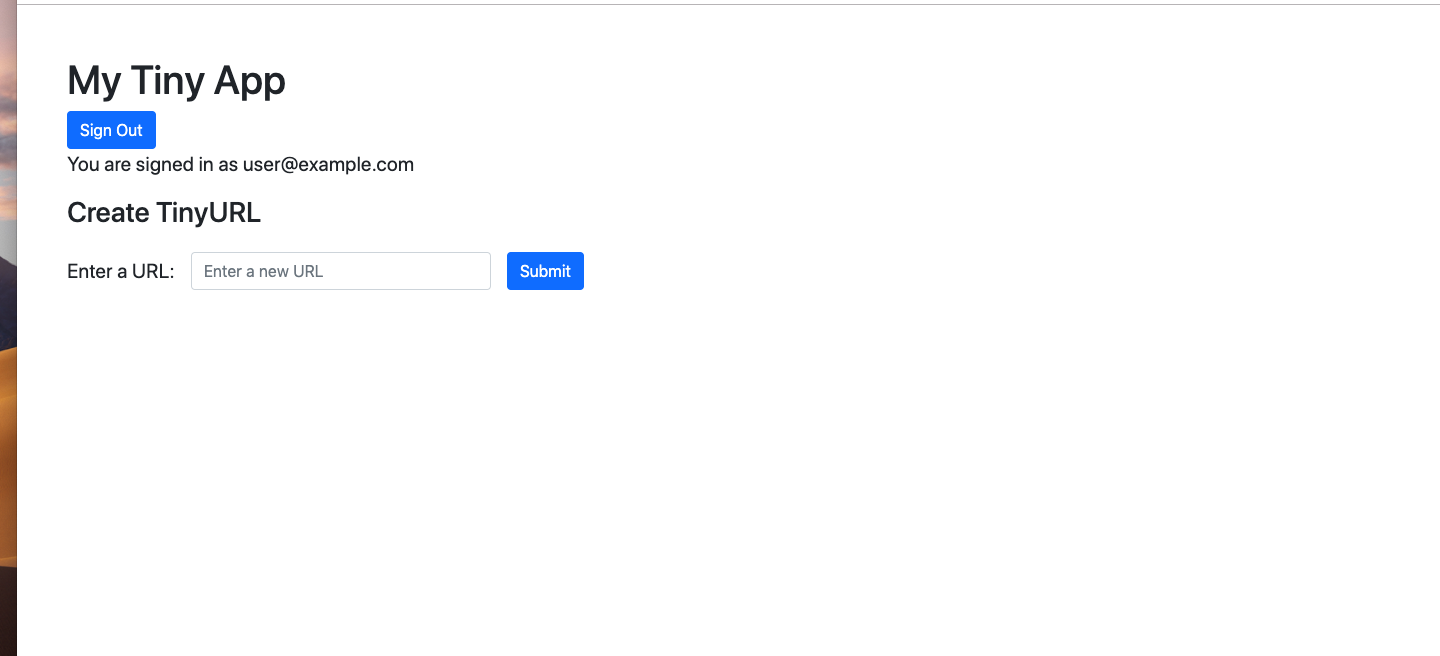 My Tiny App
Sign Out
You are signed in as user@example.com
Create TinyURL
Enter a URL: Enter a new URL Submit